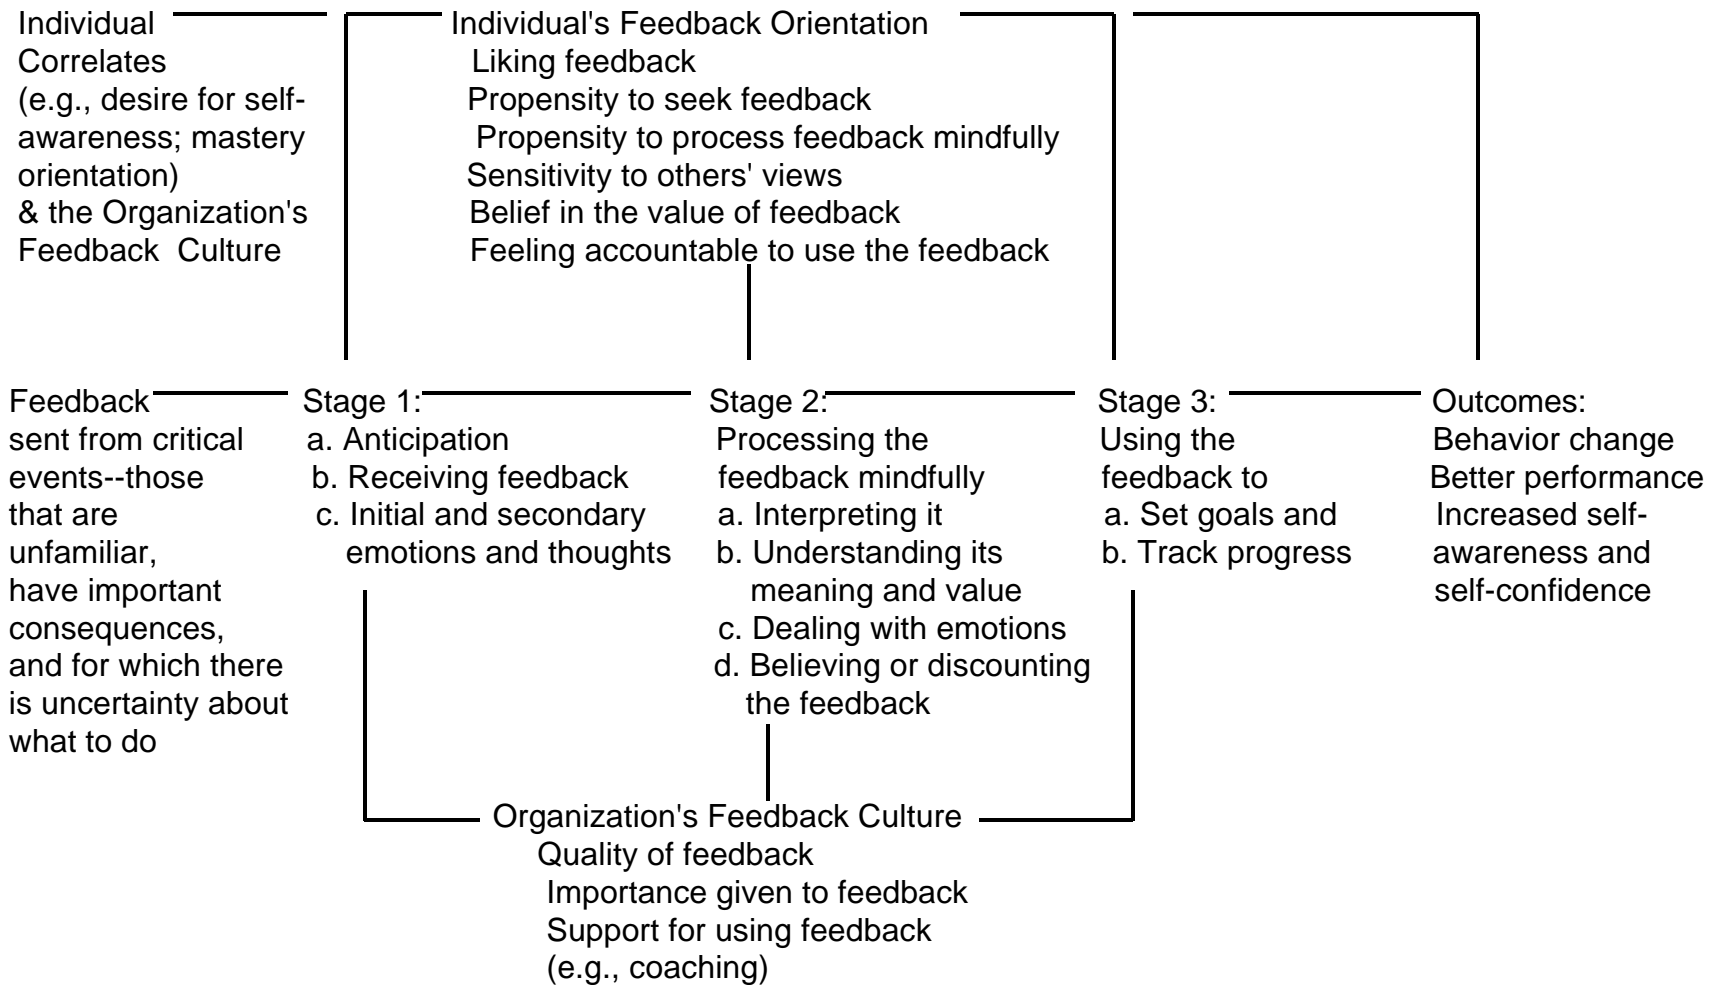 Individual
Correlates
(e.g., desire for self-
awareness; mastery
orientation)
& the Organization's
Feedback Culture
Individual's Feedback Orientation
Liking feedback
Propensity to seek feedback
Propensity to process feedback mindfully
Sensitivity to others' views
Belief in the value of feedback
Feeling accountable to use the feedback
Feedback
sent from critical
events--those
that are
unfamiliar,
have important
consequences,
and for which there
is uncertainty about
what to do
Stage 1:
a. Anticipation
b. Receiving feedback
c. Initial and secondary
emotions and thoughts
Stage 2:
Processing the
feedback mindfully
a. Interpreting it
b. Understanding its
meaning and value
c. Dealing with emotions
d. Believing or discounting
the feedback
Stage 3:
Using the
feedback to
a. Set goals and
b. Track progress
Outcomes:
Behavior change
Better performance
Increased self-
awareness and
self-confidence
Organization's Feedback Culture
Quality of feedback
Importance given to feedback
Support for using feedback
(e.g., coaching)